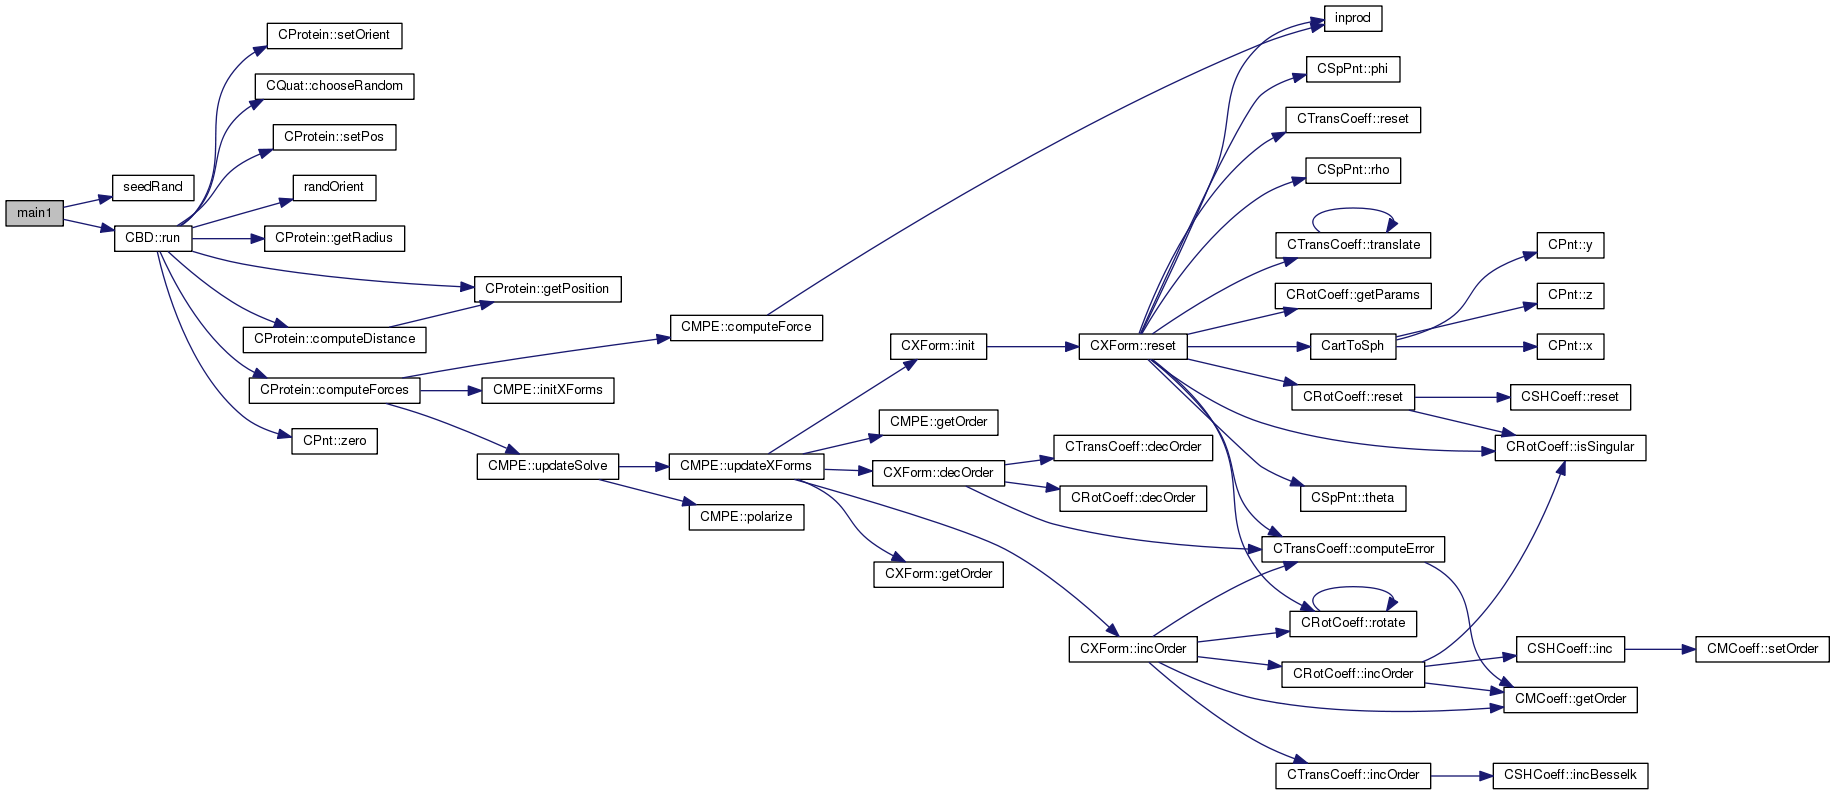 main1
seedRand
CBD::run
CProtein::setOrient
CQuat::chooseRandom
CProtein::setPos
randOrient
CProtein::getRadius
CProtein::getPosition
CProtein::computeDistance
CProtein::computeForces
CPnt::zero
CMPE::computeForce
CMPE::initXForms
CMPE::updateSolve
CMPE::updateXForms
CMPE::polarize
CXForm::init
CMPE::getOrder
CXForm::decOrder
CXForm::getOrder
CXForm::incOrder
CTransCoeff::decOrder
CRotCoeff::decOrder
CXForm::reset
inprod
CSpPnt::phi
CTransCoeff::reset
CSpPnt::rho
CTransCoeff::translate
CRotCoeff::getParams
CartToSph
CRotCoeff::reset
CSpPnt::theta
CTransCoeff::computeError
CRotCoeff::rotate
CRotCoeff::incOrder
CTransCoeff::incOrder
CPnt::y
CPnt::z
CPnt::x
CSHCoeff::reset
CRotCoeff::isSingular
CSHCoeff::inc
CMCoeff::getOrder
CSHCoeff::incBesselk
CMCoeff::setOrder